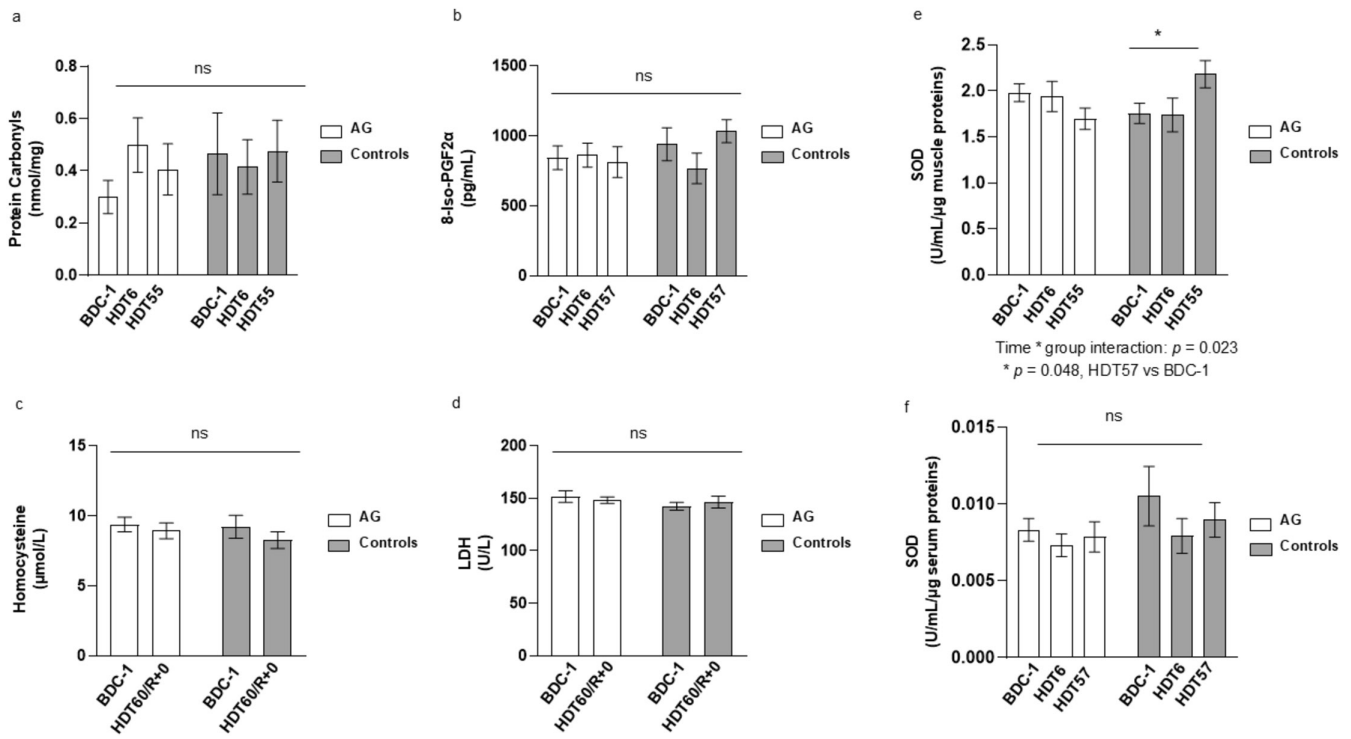 a
Protein Carbonyls
(nmol/mg)
0.8
0.6
0.4
0.2
0.0
ns
BDC-1
HDT6
HDT55
BDC-1
HDT6
HDT55
AG
Controls
b
8-Iso-PGF2α
(pg/mL)
1500
1000
500
0
ns
BDC-1
HDT6
HDT57
BDC-1
HDT6
HDT57
AG
Controls
e
SOD
(U/mL/µg muscle proteins)
2.5
2.0
1.5
1.0
0.5
0.0
*
BDC-1
HDT6
HDT55
BDC-1
HDT6
HDT55
AG
Controls
Time * group interaction: p = 0.023
* p = 0.048, HDT57 vs BDC-1
c
Homocysteine
(µmol/L)
15
10
5
0
ns
BDC-1
HDT60/R+0
BDC-1
HDT60/R+0
AG
Controls
d
LDH
(U/L)
200
150
100
50
0
ns
BDC-1
HDT60/R+0
BDC-1
HDT60/R+0
AG
Controls
f
SOD
(U/mL/µg serum proteins)
0.015
0.010
0.005
0.000
ns
BDC-1
HDT6
HDT57
BDC-1
HDT6
HDT57
AG
Controls